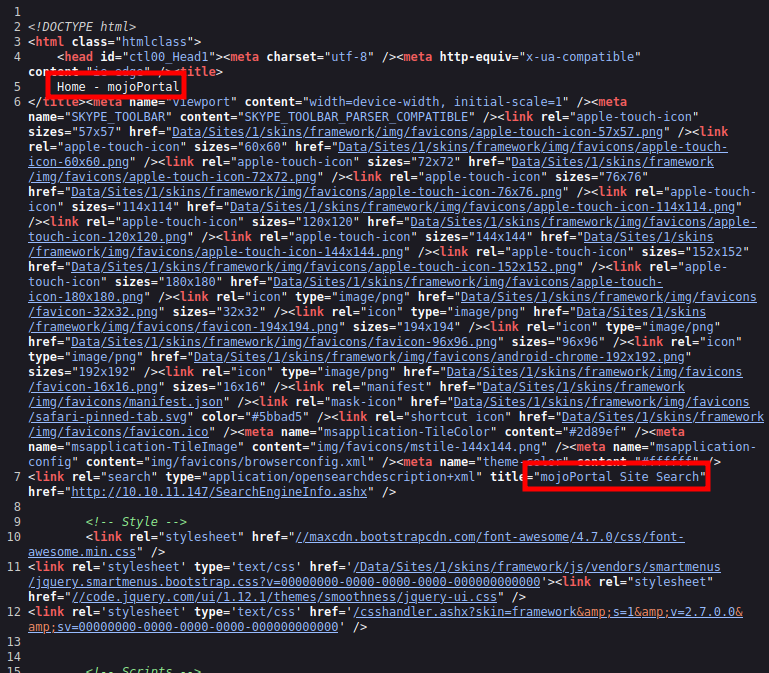 1
2 <!DOCTYPE html>
3 <html class="htmlclass">
4 <head id="ctl00_Head1"><meta charset="utf-8" /><meta http-equiv="x-ua-compatible"
content="ie-edge" /><title>
5 Home - mojoPortal
6 </title><meta name="viewport" content="width=device-width, initial-scale=1" /><meta
name="SKYPE_TOOLBAR" content="SKYPE_TOOLBAR_PARSER_COMPATIBLE" /><link rel="apple-touch-icon"
sizes="57x57" href="Data/Sites/1/skins/framework/img/favicons/apple-touch-icon-57x57.png" /><link
rel="apple-touch-icon" sizes="60x60" href="Data/Sites/1/skins/framework/img/favicons/apple-touch-
icon-60x60.png" /><link rel="apple-touch-icon" sizes="72x72" href="Data/Sites/1/skins/framework
/img/favicons/apple-touch-icon-72x72.png" /><link rel="apple-touch-icon" sizes="76x76"
href="Data/Sites/1/skins/framework/img/favicons/apple-touch-icon-76x76.png" /><link rel="apple-touch-
icon" sizes="114x114" href="Data/Sites/1/skins/framework/img/favicons/apple-touch-icon-114x114.png"
/><link rel="apple-touch-icon" sizes="120x120" href="Data/Sites/1/skins/framework/img/favicons/apple-
touch-icon-120x120.png" /><link rel="apple-touch-icon" sizes="144x144" href="Data/Sites/1/skins
/framework/img/favicons/apple-touch-icon-144x144.png" /><link rel="apple-touch-icon" sizes="152x152"
href="Data/Sites/1/skins/framework/img/favicons/apple-touch-icon-152x152.png" /><link rel="apple-
touch-icon" sizes="180x180" href="Data/Sites/1/skins/framework/img/favicons/apple-touch-
icon-180x180.png" /><link rel="icon" type="image/png" href="Data/Sites/1/skins/framework/img/favicons
/favicon-32x32.png" sizes="32x32" /><link rel="icon" type="image/png" href="Data/Sites/1/skins
/framework/img/favicons/favicon-194x194.png" sizes="194x194" /><link rel="icon" type="image/png"
href="Data/Sites/1/skins/framework/img/favicons/favicon-96x96.png" sizes="96x96" /><link rel="icon"
type="image/png" href="Data/Sites/1/skins/framework/img/favicons/android-chrome-192x192.png"
sizes="192x192" /><link rel="icon" type="image/png" href="Data/Sites/1/skins/framework/img/favicons
/favicon-16x16.png" sizes="16x16" /><link rel="manifest" href="Data/Sites/1/skins/framework
/img/favicons/manifest.json" /><link rel="mask-icon" href="Data/Sites/1/skins/framework/img/favicons
/safari-pinned-tab.svg" color="#5bbad5" /><link rel="shortcut icon" href="Data/Sites/1/skins/framework
/img/favicons/favicon.ico" /><meta name="msapplication-TileColor" content="#2d89ef" /><meta
name="msapplication-TileImage" content="img/favicons/mstile-144x144.png" /><meta name="msapplication-
config" content="img/favicons/browserconfig.xml" /><meta name="theme-color" content="#ffffff" />
7 <link rel="search" type="application/opensearchdescription+xml" title="mojoPortal Site Search"
href="http://10.10.11.147/SearchEngineInfo.ashx" />
8
9 <!-- Style -->
10 <link rel="stylesheet" href="//maxcdn.bootstrapcdn.com/font-awesome/4.7.0/css/font-
awesome.min.css" />
11 <link rel='stylesheet' type='text/css' href='/Data/Sites/1/skins/framework/js/vendors/smartmenus
/jquery.smartmenus.bootstrap.css?v=00000000-0000-0000-0000-000000000000'><link rel="stylesheet"
href="//code.jquery.com/ui/1.12.1/themes/smoothness/jquery-ui.css" />
12 <link rel='stylesheet' type='text/css' href='/csshandler.ashx?skin=framework&amp;s=1&amp;v=2.7.0.0&
amp;sv=00000000-0000-0000-0000-000000000000' />
13
14
15 <!-- Scripts -->